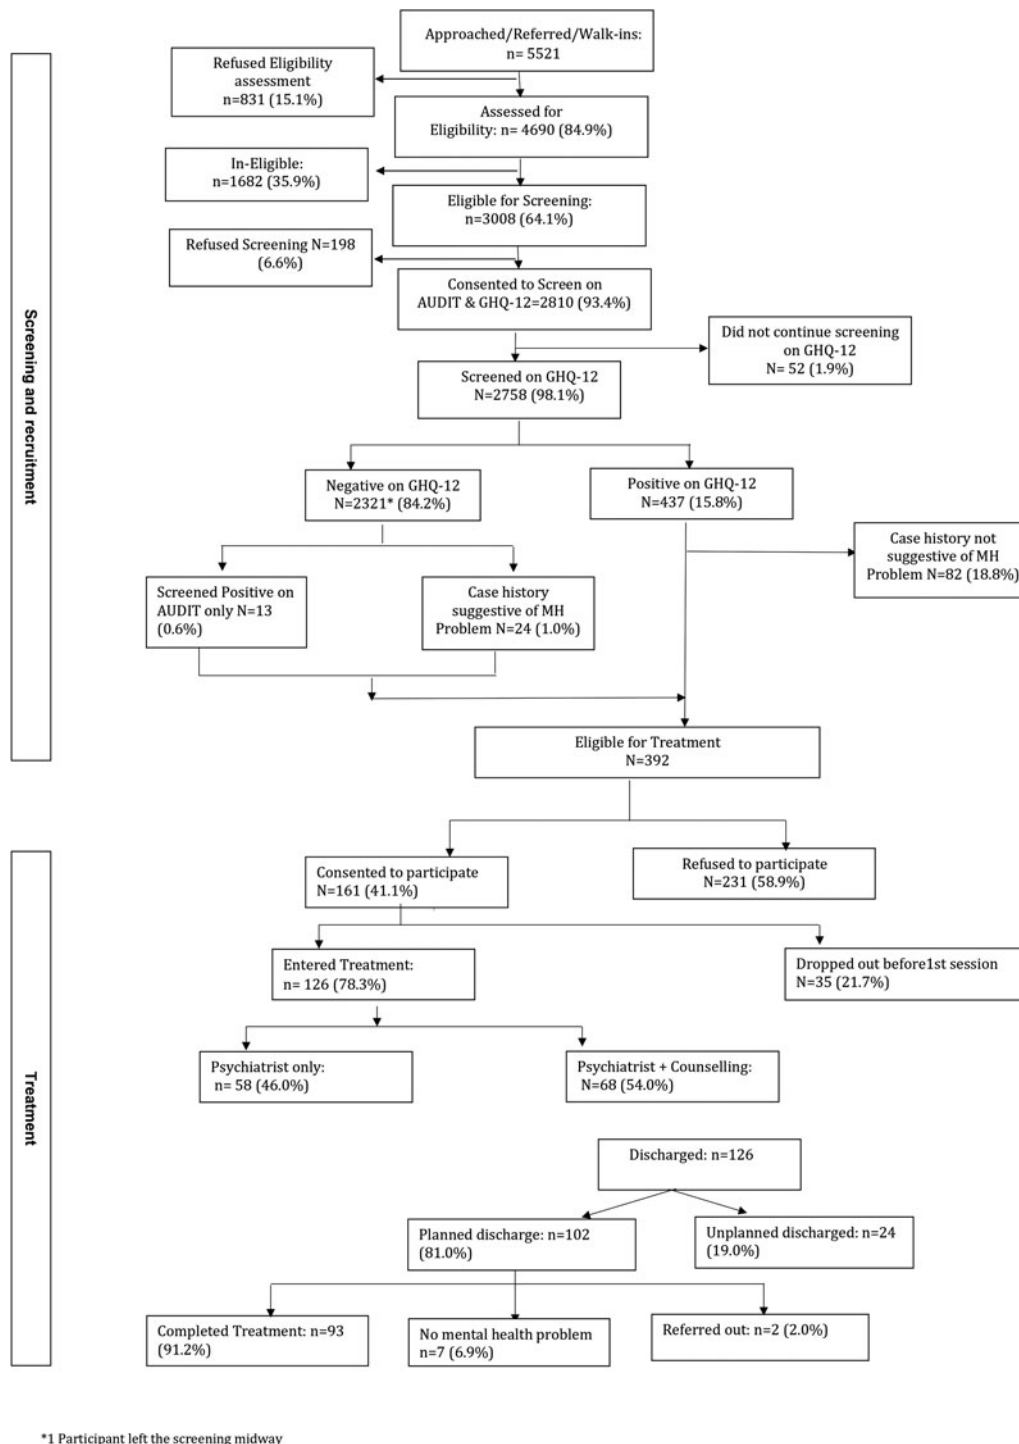 Approached/Referred/Walk-ins:
n= 5521
Refused Eligibility
assessment
n=831 (15.1%)
Assessed for
Eligibility: n= 4690 (84.9%)
In-Eligible:
n=1682 (35.9%)
Eligible for Screening:
n=3008 (64.1%)
Refused Screening N=198
(6.6%)
Consented to Screen on
AUDIT & GHQ-12=2810 (93.4%)
Did not continue screening
on GHQ-12
N= 52 (1.9%)
Screened on GHQ-12
N=2758 (98.1%)
Screening and recruitment
Negative on GHQ-12
N=2321* (84.2%)
Positive on GHQ-12
N=437 (15.8%)
Case history not
suggestive of MH
Problem N=82 (18.8%)
Screened Positive on
AUDIT only N=13
(0.6%)
Case history
suggestive of MH
Problem N=24 (1.0%)
Eligible for Treatment
N=392
Consented to participate
N=161 (41.1%)
Refused to participate
N=231 (58.9%)
Entered Treatment:
n= 126 (78.3%)
Dropped out before1st session
N=35 (21.7%)
Treatment
Psychiatrist only:
n= 58 (46.0%)
Psychiatrist + Counselling:
N=68 (54.0%)
Discharged: n=126
Planned discharge: n=102
(81.0%)
Unplanned discharged: n=24
(19.0%)
Completed Treatment: n=93
(91.2%)
No mental health problem
n=7 (6.9%)
Referred out: n=2 (2.0%)
*1 Participant left the screening midway